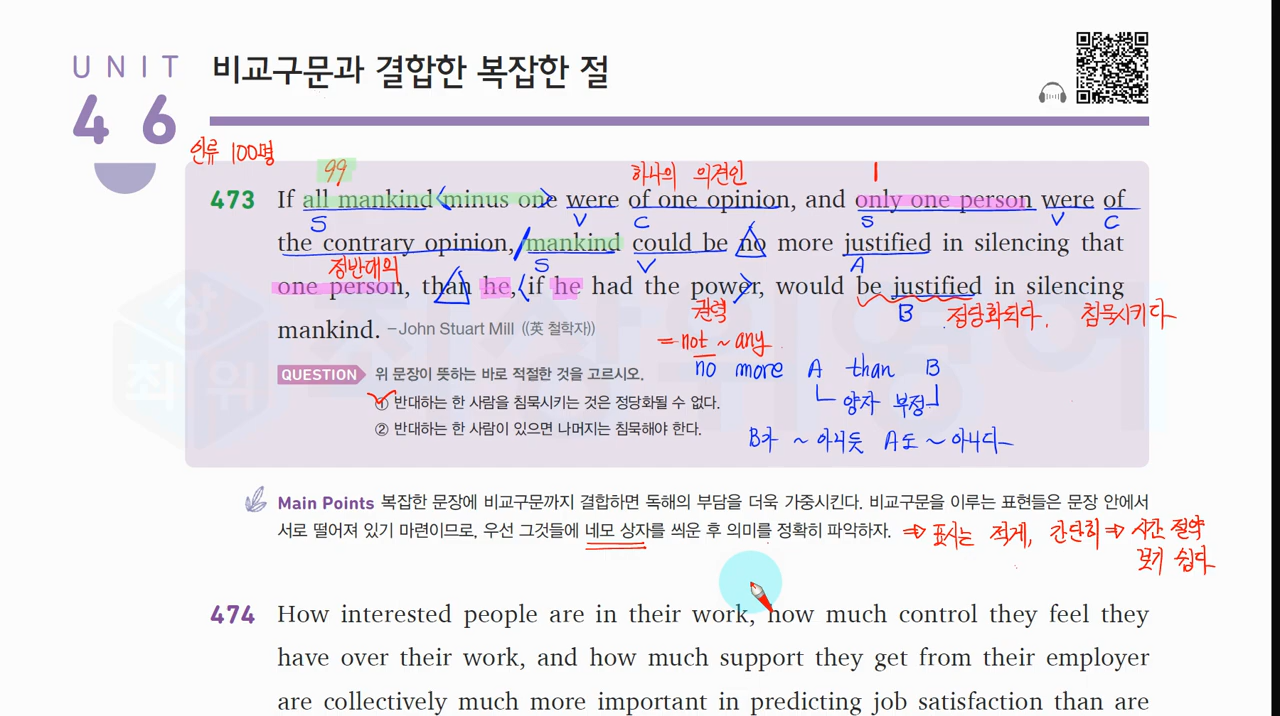 UNIT
46
비교구문과 결합한 복잡한 절
인류 100명
99
하나의 의견인
1
473 If all mankind minus one were of one opinion, and only one person were of
S V C S V C
the contrary opinion, mankind could be no more justified in silencing that
정반대의 S V A
one person, than he, if he had the power, would be justified in silencing
권력 B 정당화되다. 침묵시키다
mankind. –John Stuart Mill ((英 철학자))
= not ~ any
no more A than B
QUESTION 위 문장이 뜻하는 바로 적절한 것을 고르시오.
① 반대하는 한 사람을 침묵시키는 것은 정당화될 수 없다.
양자 부정
② 반대하는 한 사람이 있으면 나머지는 침묵해야 한다.
B가 ~ 아니듯 A도 ~ 아니다
Main Points 복잡한 문장에 비교구문까지 결합하면 독해의 부담을 더욱 가중시킨다. 비교구문을 이루는 표현들은 문장 안에서
서로 떨어져 있기 마련이므로, 우선 그것들에 네모 상자를 씌운 후 의미를 정확히 파악하자.
⇒ 표시는 적게, 간단히 ⇒ 시간 절약
보기 쉽다
474 How interested people are in their work, how much control they feel they
have over their work, and how much support they get from their employer
are collectively much more important in predicting job satisfaction than are
최상위영어
상
최 위